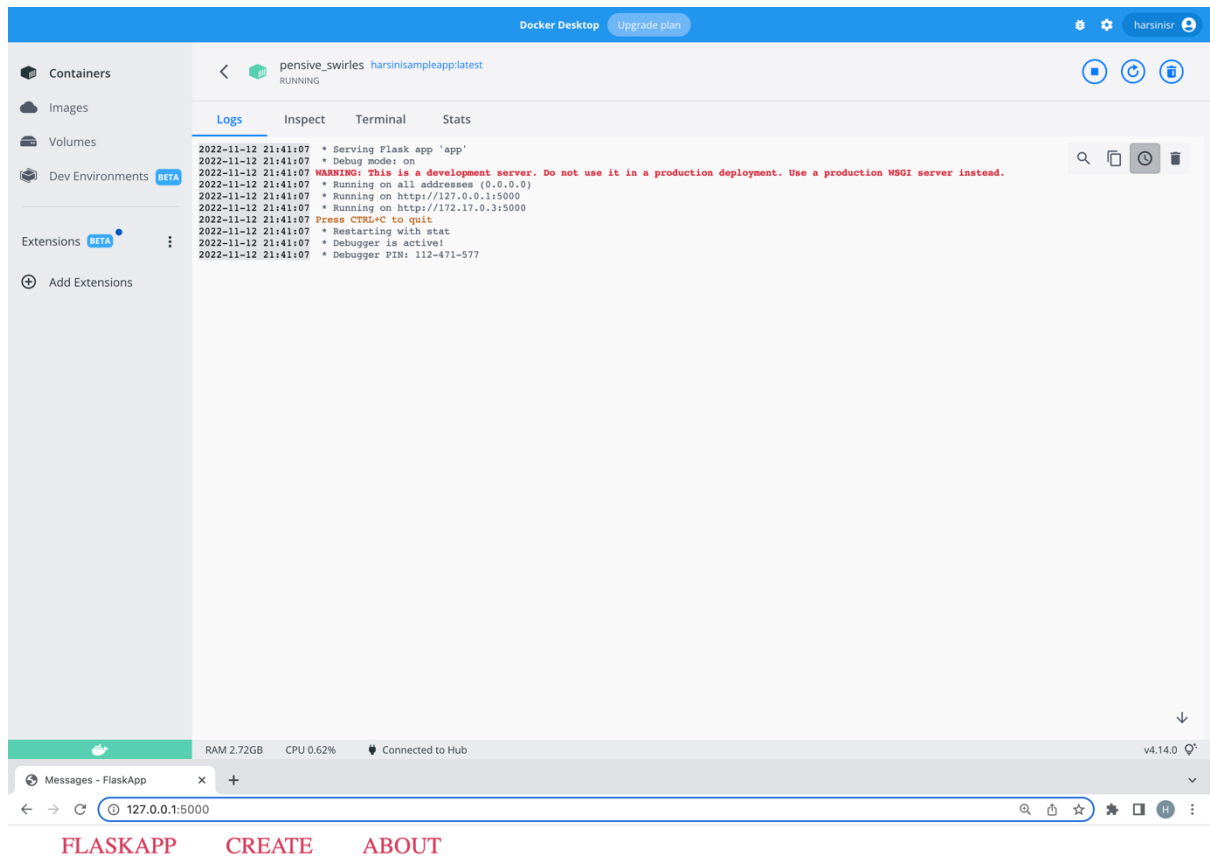 Docker Desktop Upgrade plan harsinisr
Containers
Images
Volumes
Dev Environments BETA
Extensions BETA
Add Extensions
pensive_swirles harsinisampleapp:latest
RUNNING
Logs Inspect Terminal Stats
2022-11-12 21:41:07 * Serving Flask app 'app'
2022-11-12 21:41:07 * Debug mode: on
2022-11-12 21:41:07 WARNING: This is a development server. Do not use it in a production deployment. Use a production WSGI server instead.
2022-11-12 21:41:07 * Running on all addresses (0.0.0.0)
2022-11-12 21:41:07 * Running on http://127.0.0.1:5000
2022-11-12 21:41:07 * Running on http://172.17.0.3:5000
2022-11-12 21:41:07 Press CTRL+C to quit
2022-11-12 21:41:07 * Restarting with stat
2022-11-12 21:41:07 * Debugger is active!
2022-11-12 21:41:07 * Debugger PIN: 112-471-577
RAM 2.72GB CPU 0.62% Connected to Hub v4.14.0
Messages - FlaskApp
127.0.0.1:5000 H
FLASKAPP CREATE ABOUT